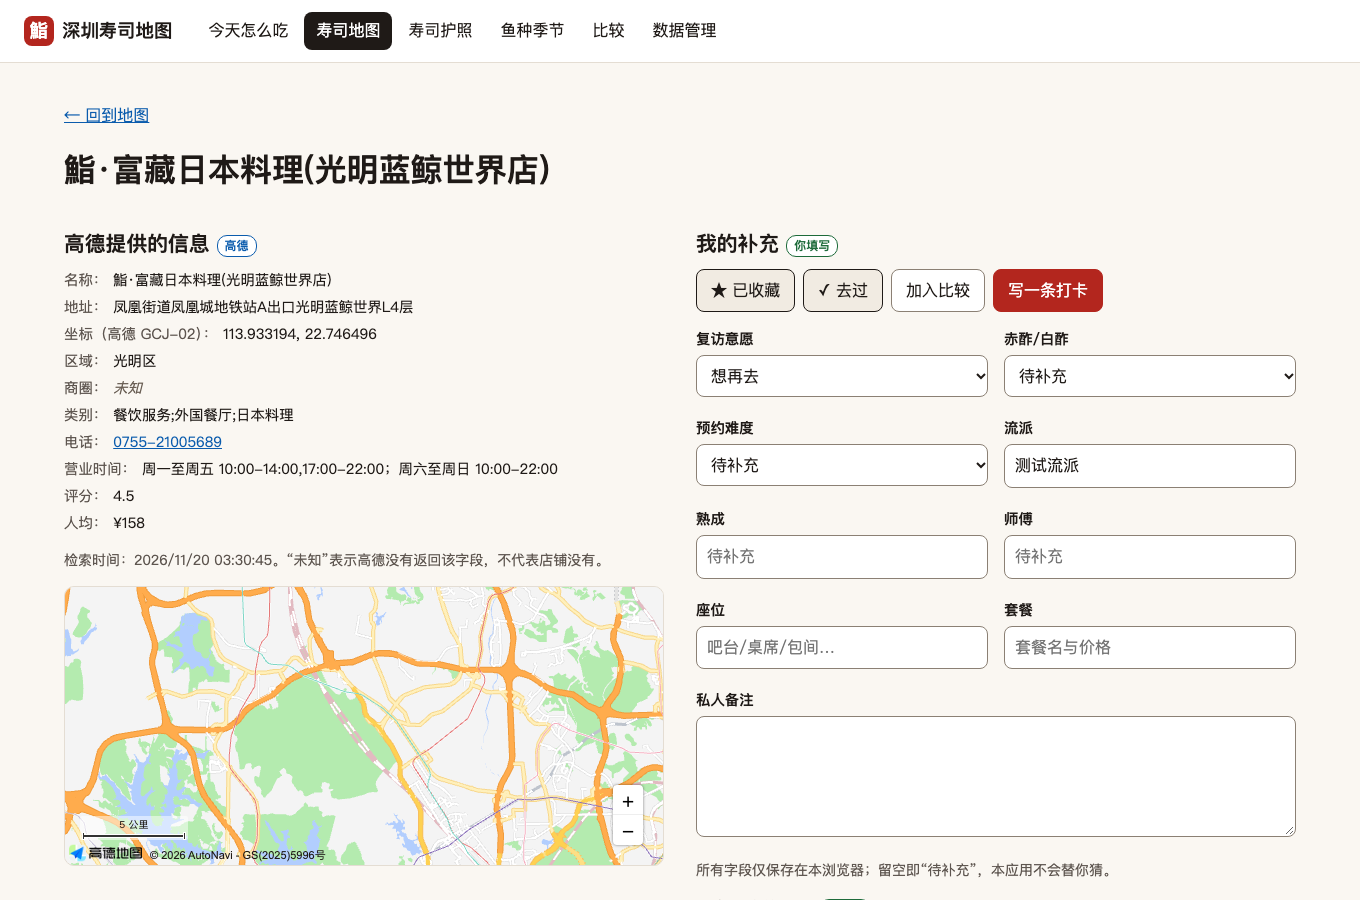 鮨 深圳寿司地图 今天怎么吃 寿司地图 寿司护照 鱼种季节 比较 数据管理
← 回到地图
鮨·富藏日本料理(光明蓝鲸世界店)
高德提供的信息 高德
名称： 鮨·富藏日本料理(光明蓝鲸世界店)
地址： 凤凰街道凤凰城地铁站A出口光明蓝鲸世界L4层
坐标（高德 GCJ-02）： 113.933194, 22.746496
区域： 光明区
商圈： 未知
类别： 餐饮服务;外国餐厅;日本料理
电话： 0755-21005689
营业时间： 周一至周五 10:00-14:00,17:00-22:00；周六至周日 10:00-22:00
评分： 4.5
人均： ¥158
检索时间：2026/11/20 03:30:45。“未知”表示高德没有返回该字段，不代表店铺没有。
5 公里
高德地图 © 2026 AutoNavi - GS(2025)5996号
+
−
我的补充 你填写
★ 已收藏 ✓ 去过 加入比较 写一条打卡
复访意愿 赤酢/白酢
想再去 待补充
预约难度 流派
待补充 测试流派
熟成 师傅
待补充 待补充
座位 套餐
吧台/桌席/包间… 套餐名与价格
私人备注
所有字段仅保存在本浏览器；留空即“待补充”，本应用不会替你猜。